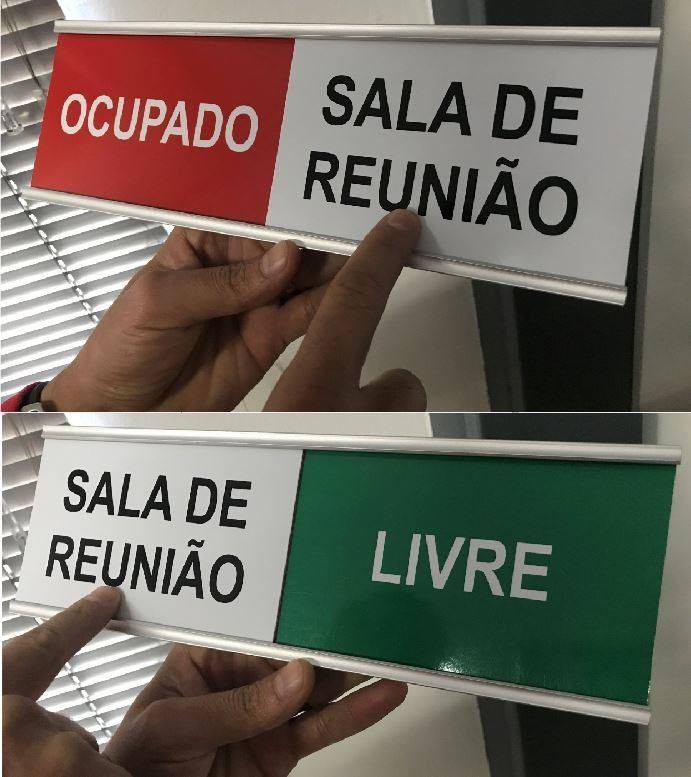 OCUPADO
SALA DE
REUNIÃO
SALA DE
REUNIÃO
LIVRE